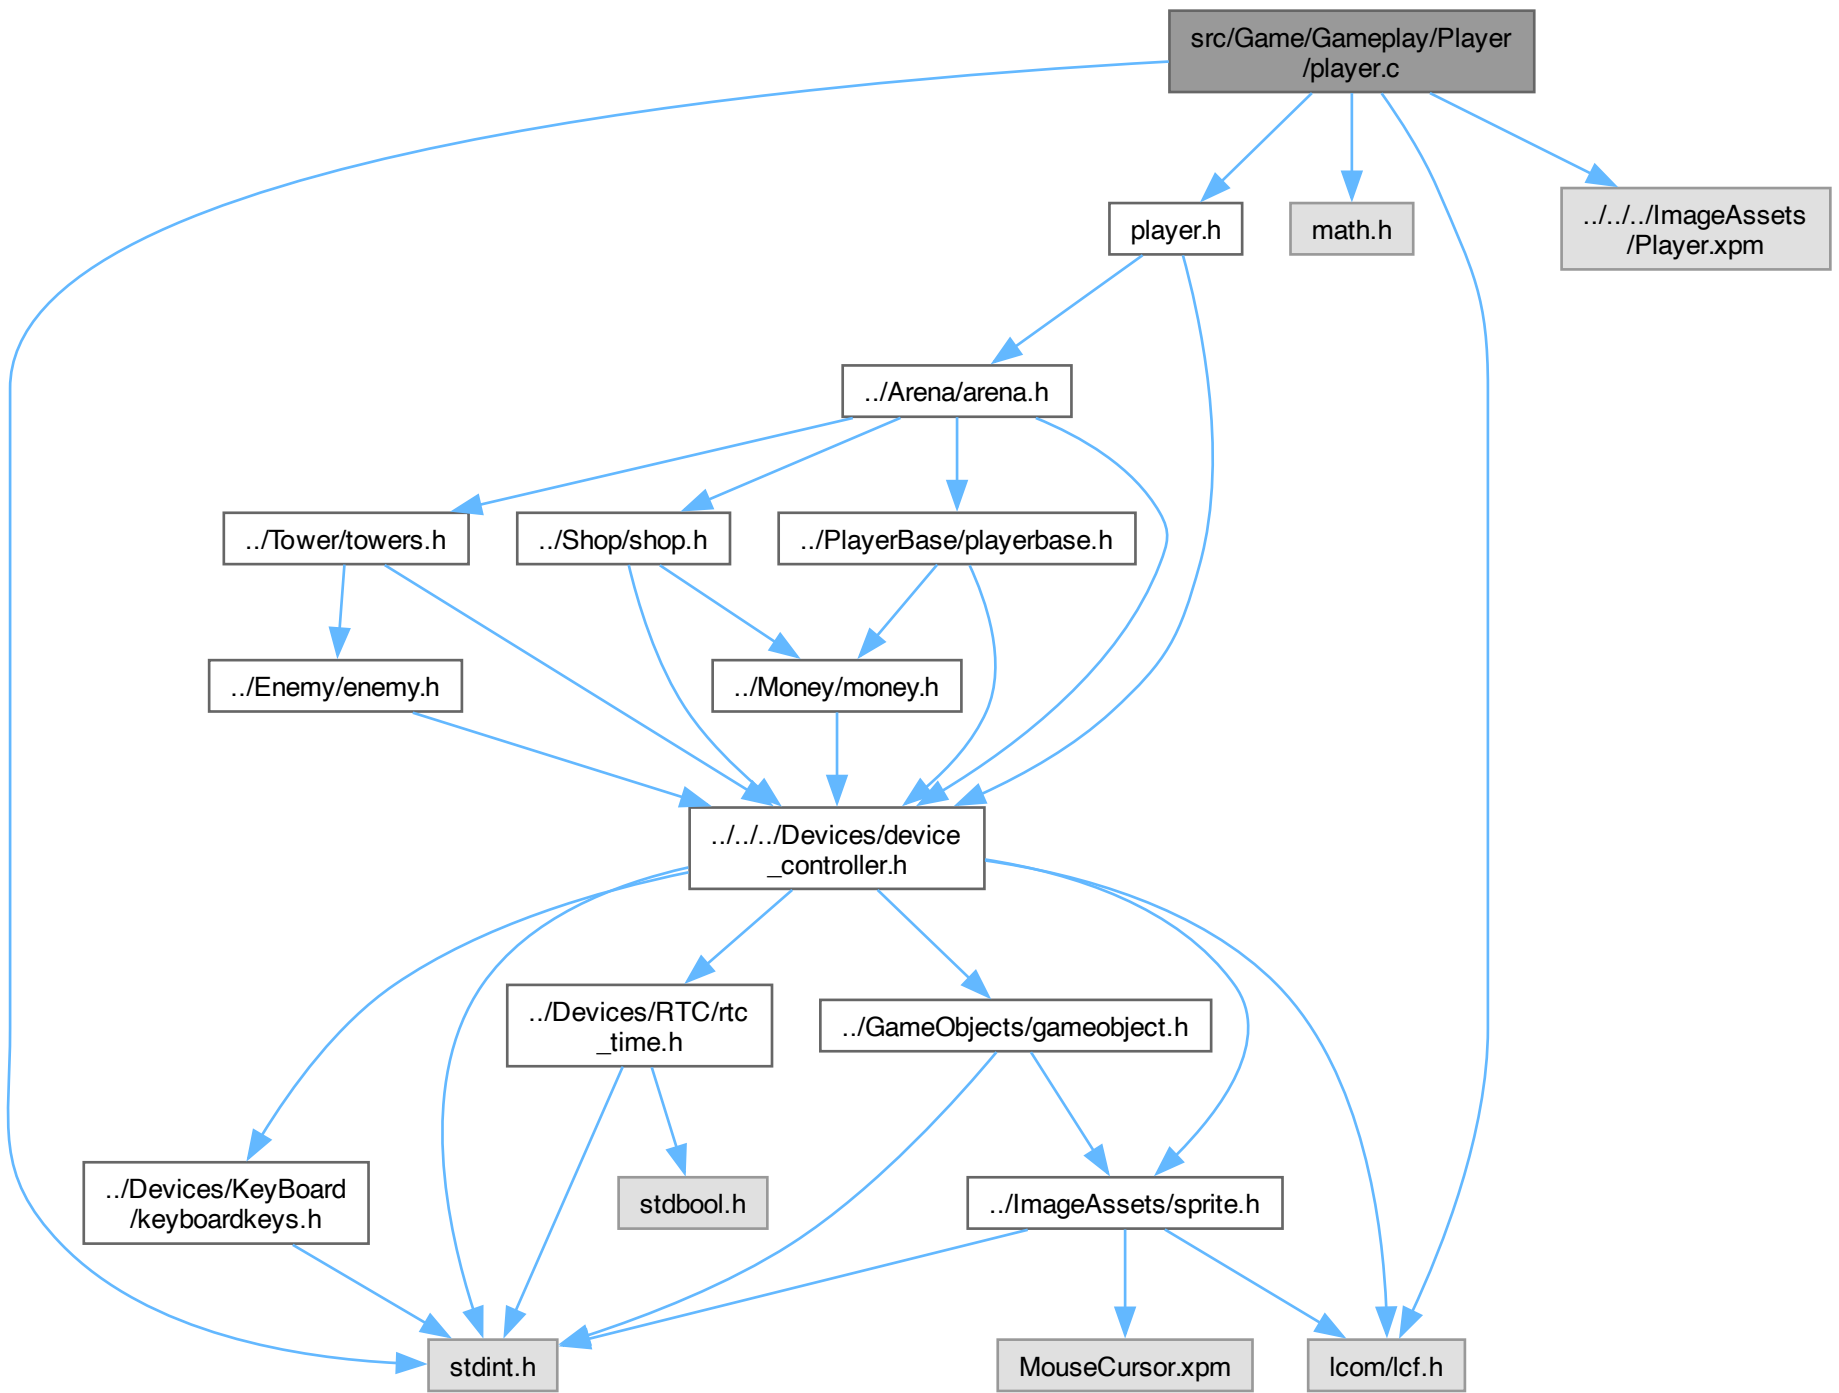 src/Game/Gameplay/Player
/player.c
player.h
math.h
../../../ImageAssets
/Player.xpm
../Arena/arena.h
../Tower/towers.h
../Shop/shop.h
../PlayerBase/playerbase.h
../Enemy/enemy.h
../Money/money.h
../../../Devices/device
_controller.h
../Devices/RTC/rtc
_time.h
../GameObjects/gameobject.h
../Devices/KeyBoard
/keyboardkeys.h
stdbool.h
../ImageAssets/sprite.h
stdint.h
MouseCursor.xpm
lcom/lcf.h